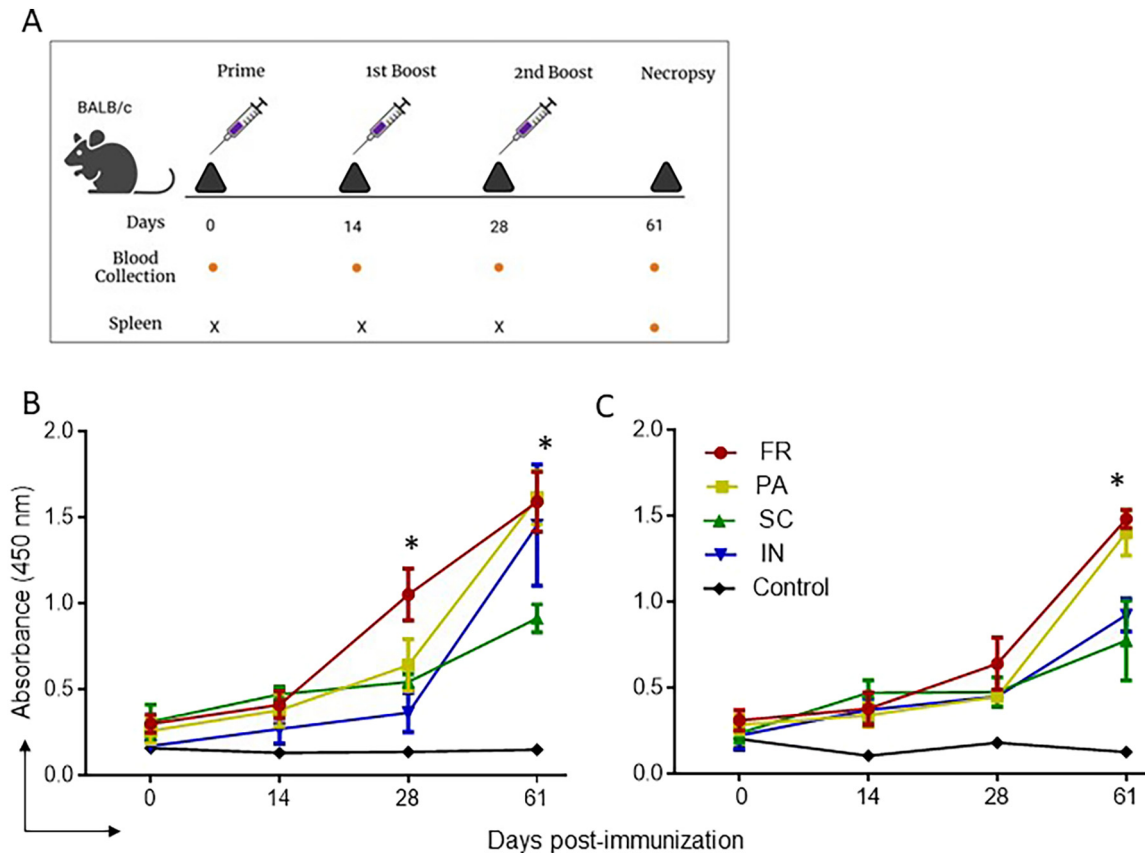 A
Prime 1st Boost 2nd Boost Necropsy
BALB/c
Days 0 14 28 61
Blood
Collection
Spleen X X X
B
C
2.0
1.5
1.0
0.5
0.0
Absorbance (450 nm)
*
*
0 14 28 61
2.0
1.5
1.0
0.5
0.0
FR
PA
SC
IN
Control
*
0 14 28 61
Days post-immunization